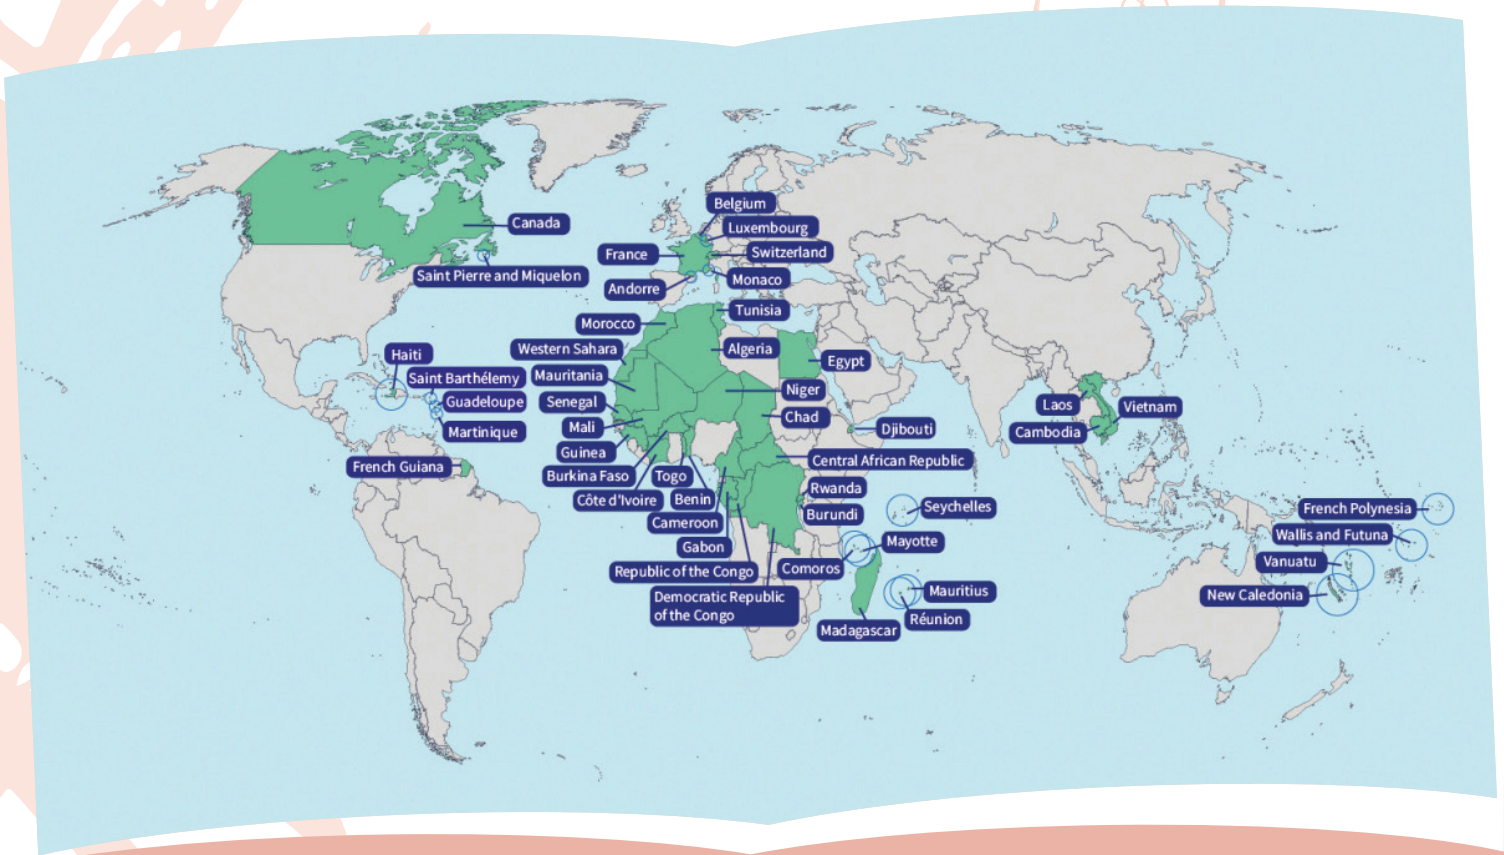 Canada
Saint Pierre and Miquelon
Belgium
Luxembourg
France
Switzerland
Andorre
Monaco
Tunisia
Morocco
Western Sahara
Algeria
Egypt
Mauritania
Niger
Senegal
Chad
Mali
Djibouti
Guinea
Central African Republic
Burkina Faso
Togo
Rwanda
Côte d'Ivoire
Benin
Burundi
Cameroon
Gabon
Republic of the Congo
Democratic Republic
of the Congo
Haiti
Saint Barthélemy
Guadeloupe
Martinique
French Guiana
Seychelles
Mayotte
Comoros
Mauritius
Réunion
Madagascar
Laos
Vietnam
Cambodia
French Polynesia
Wallis and Futuna
Vanuatu
New Caledonia